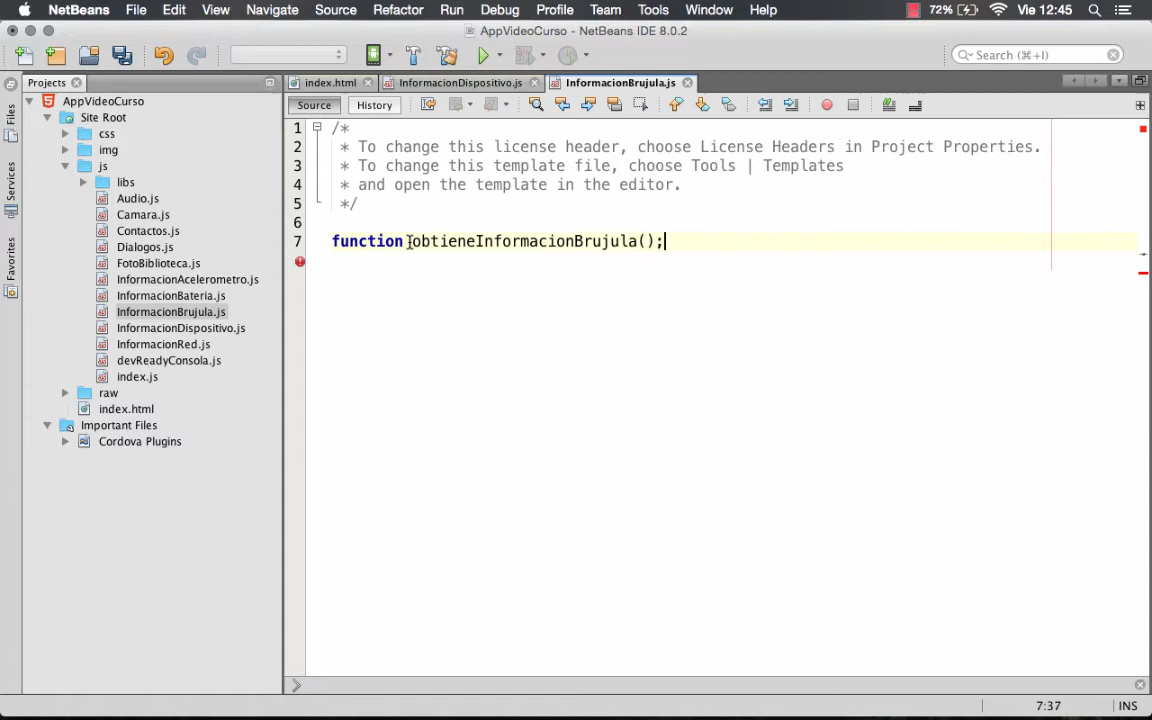 NetBeans File Edit View Navigate Source Refactor Run Debug Profile Team Tools Window Help 72% Vie 12:45
AppVideoCurso - NetBeans IDE 8.0.2
Search (⌘+I)
Projects
index.html InformacionDispositivo.js InformacionBrujula.js
Source History
Files
Services
Favorites
AppVideoCurso
Site Root
css
img
js
libs
Audio.js
Camara.js
Contactos.js
Dialogos.js
FotoBiblioteca.js
InformacionAcelerometro.js
InformacionBateria.js
InformacionBrujula.js
InformacionDispositivo.js
InformacionRed.js
devReadyConsola.js
index.js
raw
index.html
Important Files
Cordova Plugins
1 /*
2 * To change this license header, choose License Headers in Project Properties.
3 * To change this template file, choose Tools | Templates
4 * and open the template in the editor.
5 */
6
7 function obtieneInformacionBrujula();
7:37 INS